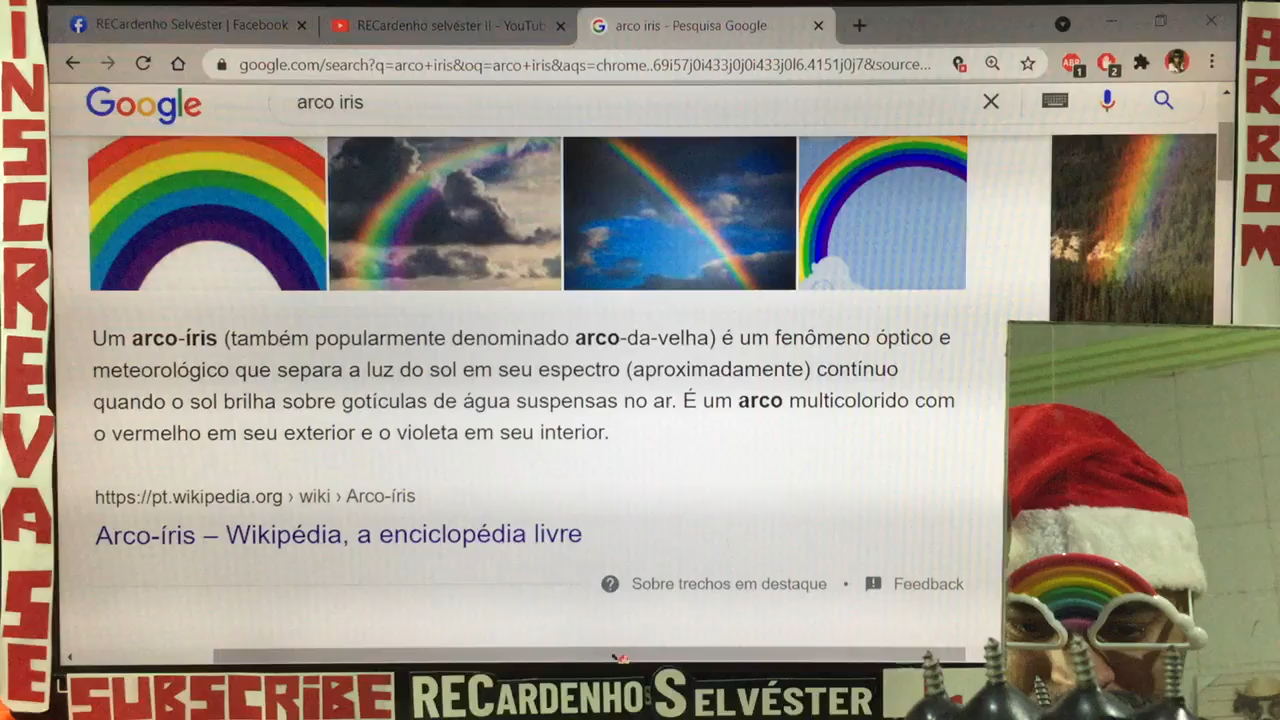 INSCREVA SE
RECardenho Selvéster | Facebook
RECardenho selvéster II - YouTub
arco iris - Pesquisa Google
google.com/search?q=arco+iris&oq=arco+iris&aqs=chrome..69i57j0i433j0j0i433j0l6.4151j0j7&source...
ABP
1
2
Google
arco iris
Um arco-íris (também popularmente denominado arco-da-velha) é um fenômeno óptico e
meteorológico que separa a luz do sol em seu espectro (aproximadamente) contínuo
quando o sol brilha sobre gotículas de água suspensas no ar. É um arco multicolorido com
o vermelho em seu exterior e o violeta em seu interior.
https://pt.wikipedia.org › wiki › Arco-íris
Arco-íris – Wikipédia, a enciclopédia livre
Sobre trechos em destaque • Feedback
SUBSCRIBE
RECARDENHO SELVÉSTER
ARROM